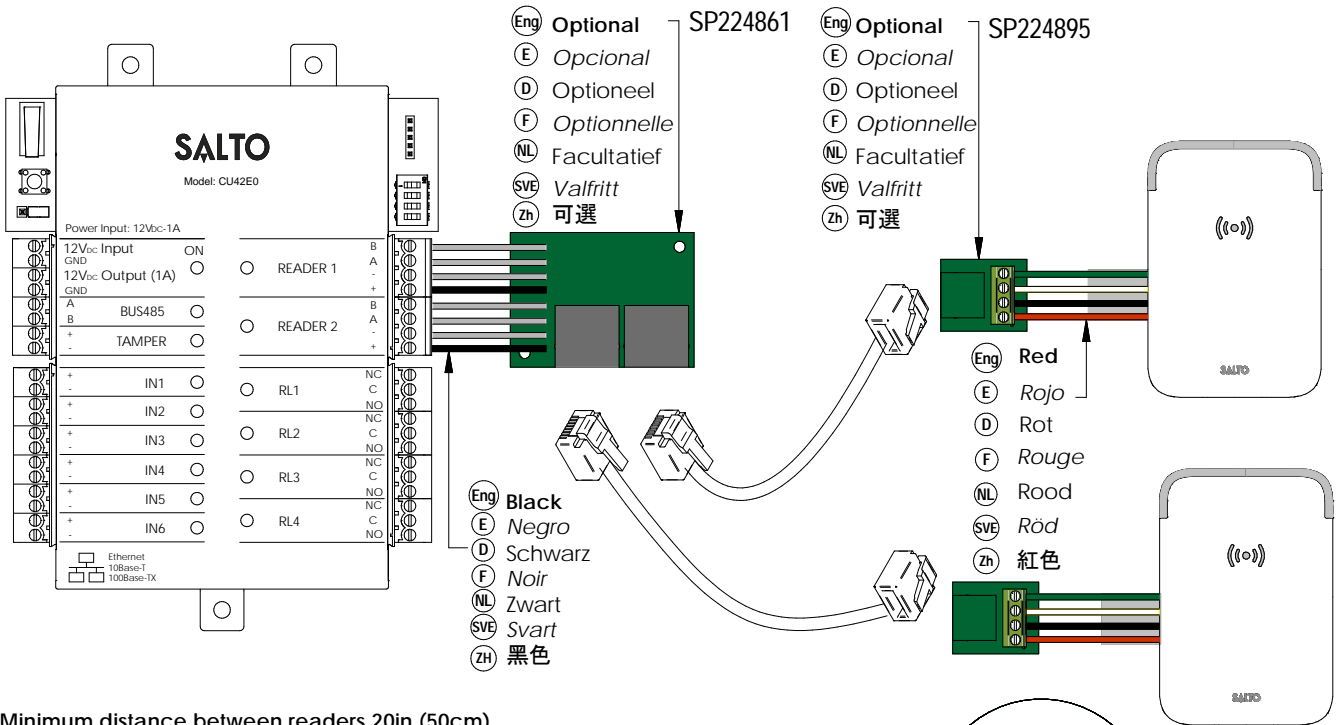 Eng Optional
SP224861
E Opcional
D Optioneel
F Optionnelle
NL Facultatief
SVE Valfritt
Zh 可選
Eng Optional
SP224895
E Opcional
D Optioneel
F Optionnelle
NL Facultatief
SVE Valfritt
Zh 可選
SALTO
Model: CU42E0
Power Input: 12VDC-1A
12VDC Input ON
GND
12VDC Output (1A)
GND
A
B
BUS485
+
-
TAMPER
+
-
IN1
+
-
IN2
+
-
IN3
+
-
IN4
+
-
IN5
+
-
IN6
READER 1
B
A
-
+
READER 2
B
A
-
+
RL1
NC
C
NO
RL2
NC
C
NO
RL3
NC
C
NO
RL4
NC
C
NO
Ethernet
10Base-T
100Base-TX
Eng Black
E Negro
D Schwarz
F Noir
NL Zwart
SVE Svart
ZH 黑色
SALTO
Eng Red
E Rojo
D Rot
F Rouge
NL Rood
SVE Röd
Zh 紅色
SALTO
Minimum distance between readers 20in (50cm)